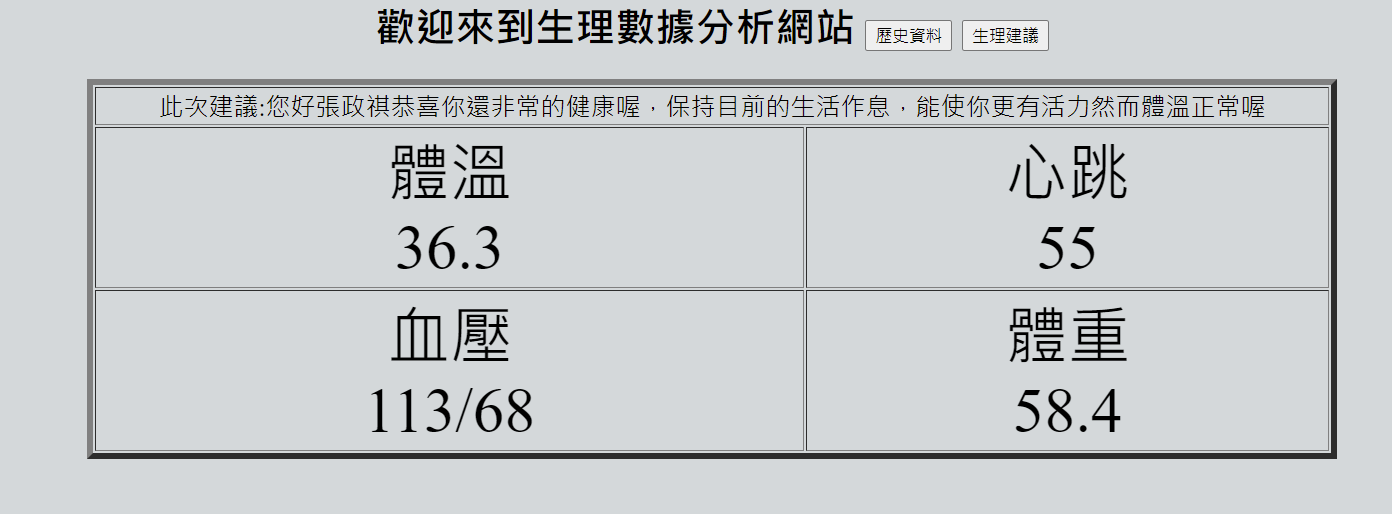 歡迎來到生理數據分析網站 歷史資料 生理建議
此次建議:您好張政祺恭喜你還非常的健康喔，保持目前的生活作息，能使你更有活力然而體溫正常喔
體溫 心跳
36.3 55
血壓 體重
113/68 58.4